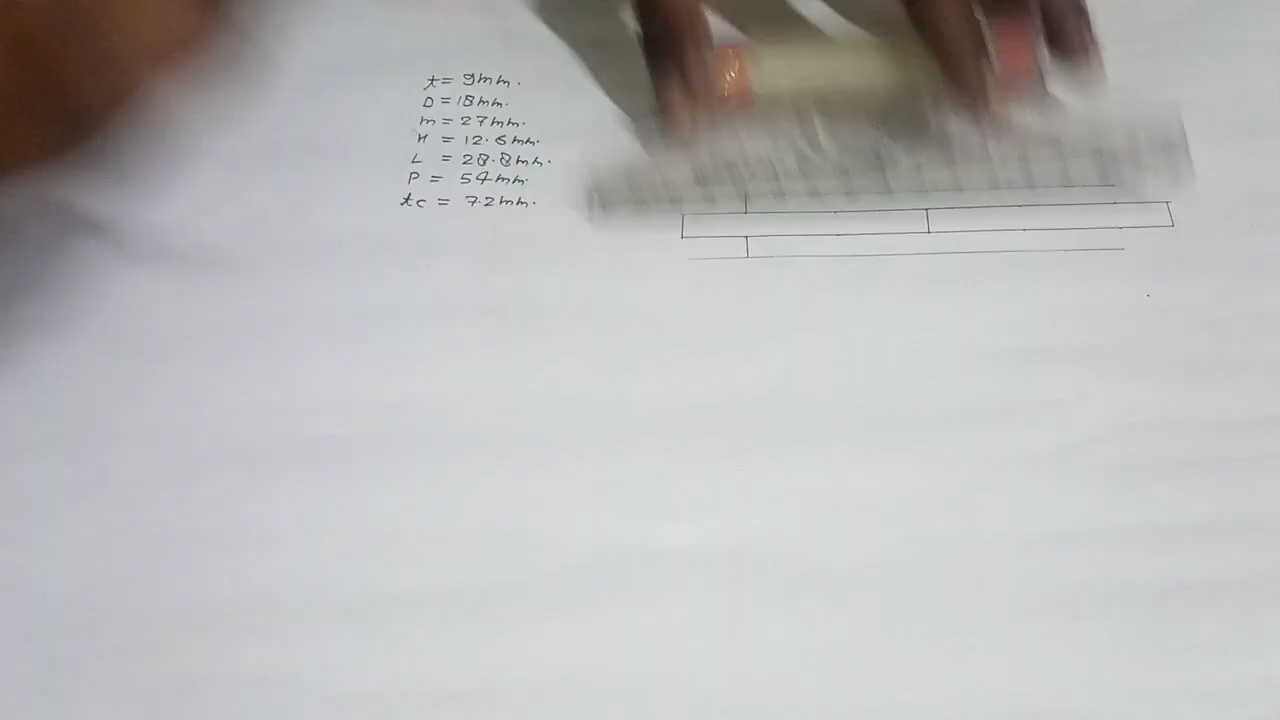 t = 9mm.
D = 18mm.
m = 27mm.
H = 12.6mm.
L = 28.8mm.
P = 54mm.
tc = 7.2mm.